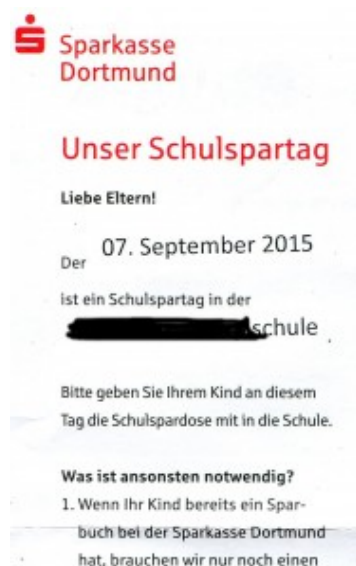 Sparkasse
Dortmund
Unser Schulspartag
Liebe Eltern!
Der 07. September 2015
ist ein Schulspartag in der
schule
Bitte geben Sie Ihrem Kind an diesem
Tag die Schulspardose mit in die Schule.
Was ist ansonsten notwendig?
1. Wenn Ihr Kind bereits ein Spar-
buch bei der Sparkasse Dortmund
hat, brauchen wir nur noch einen